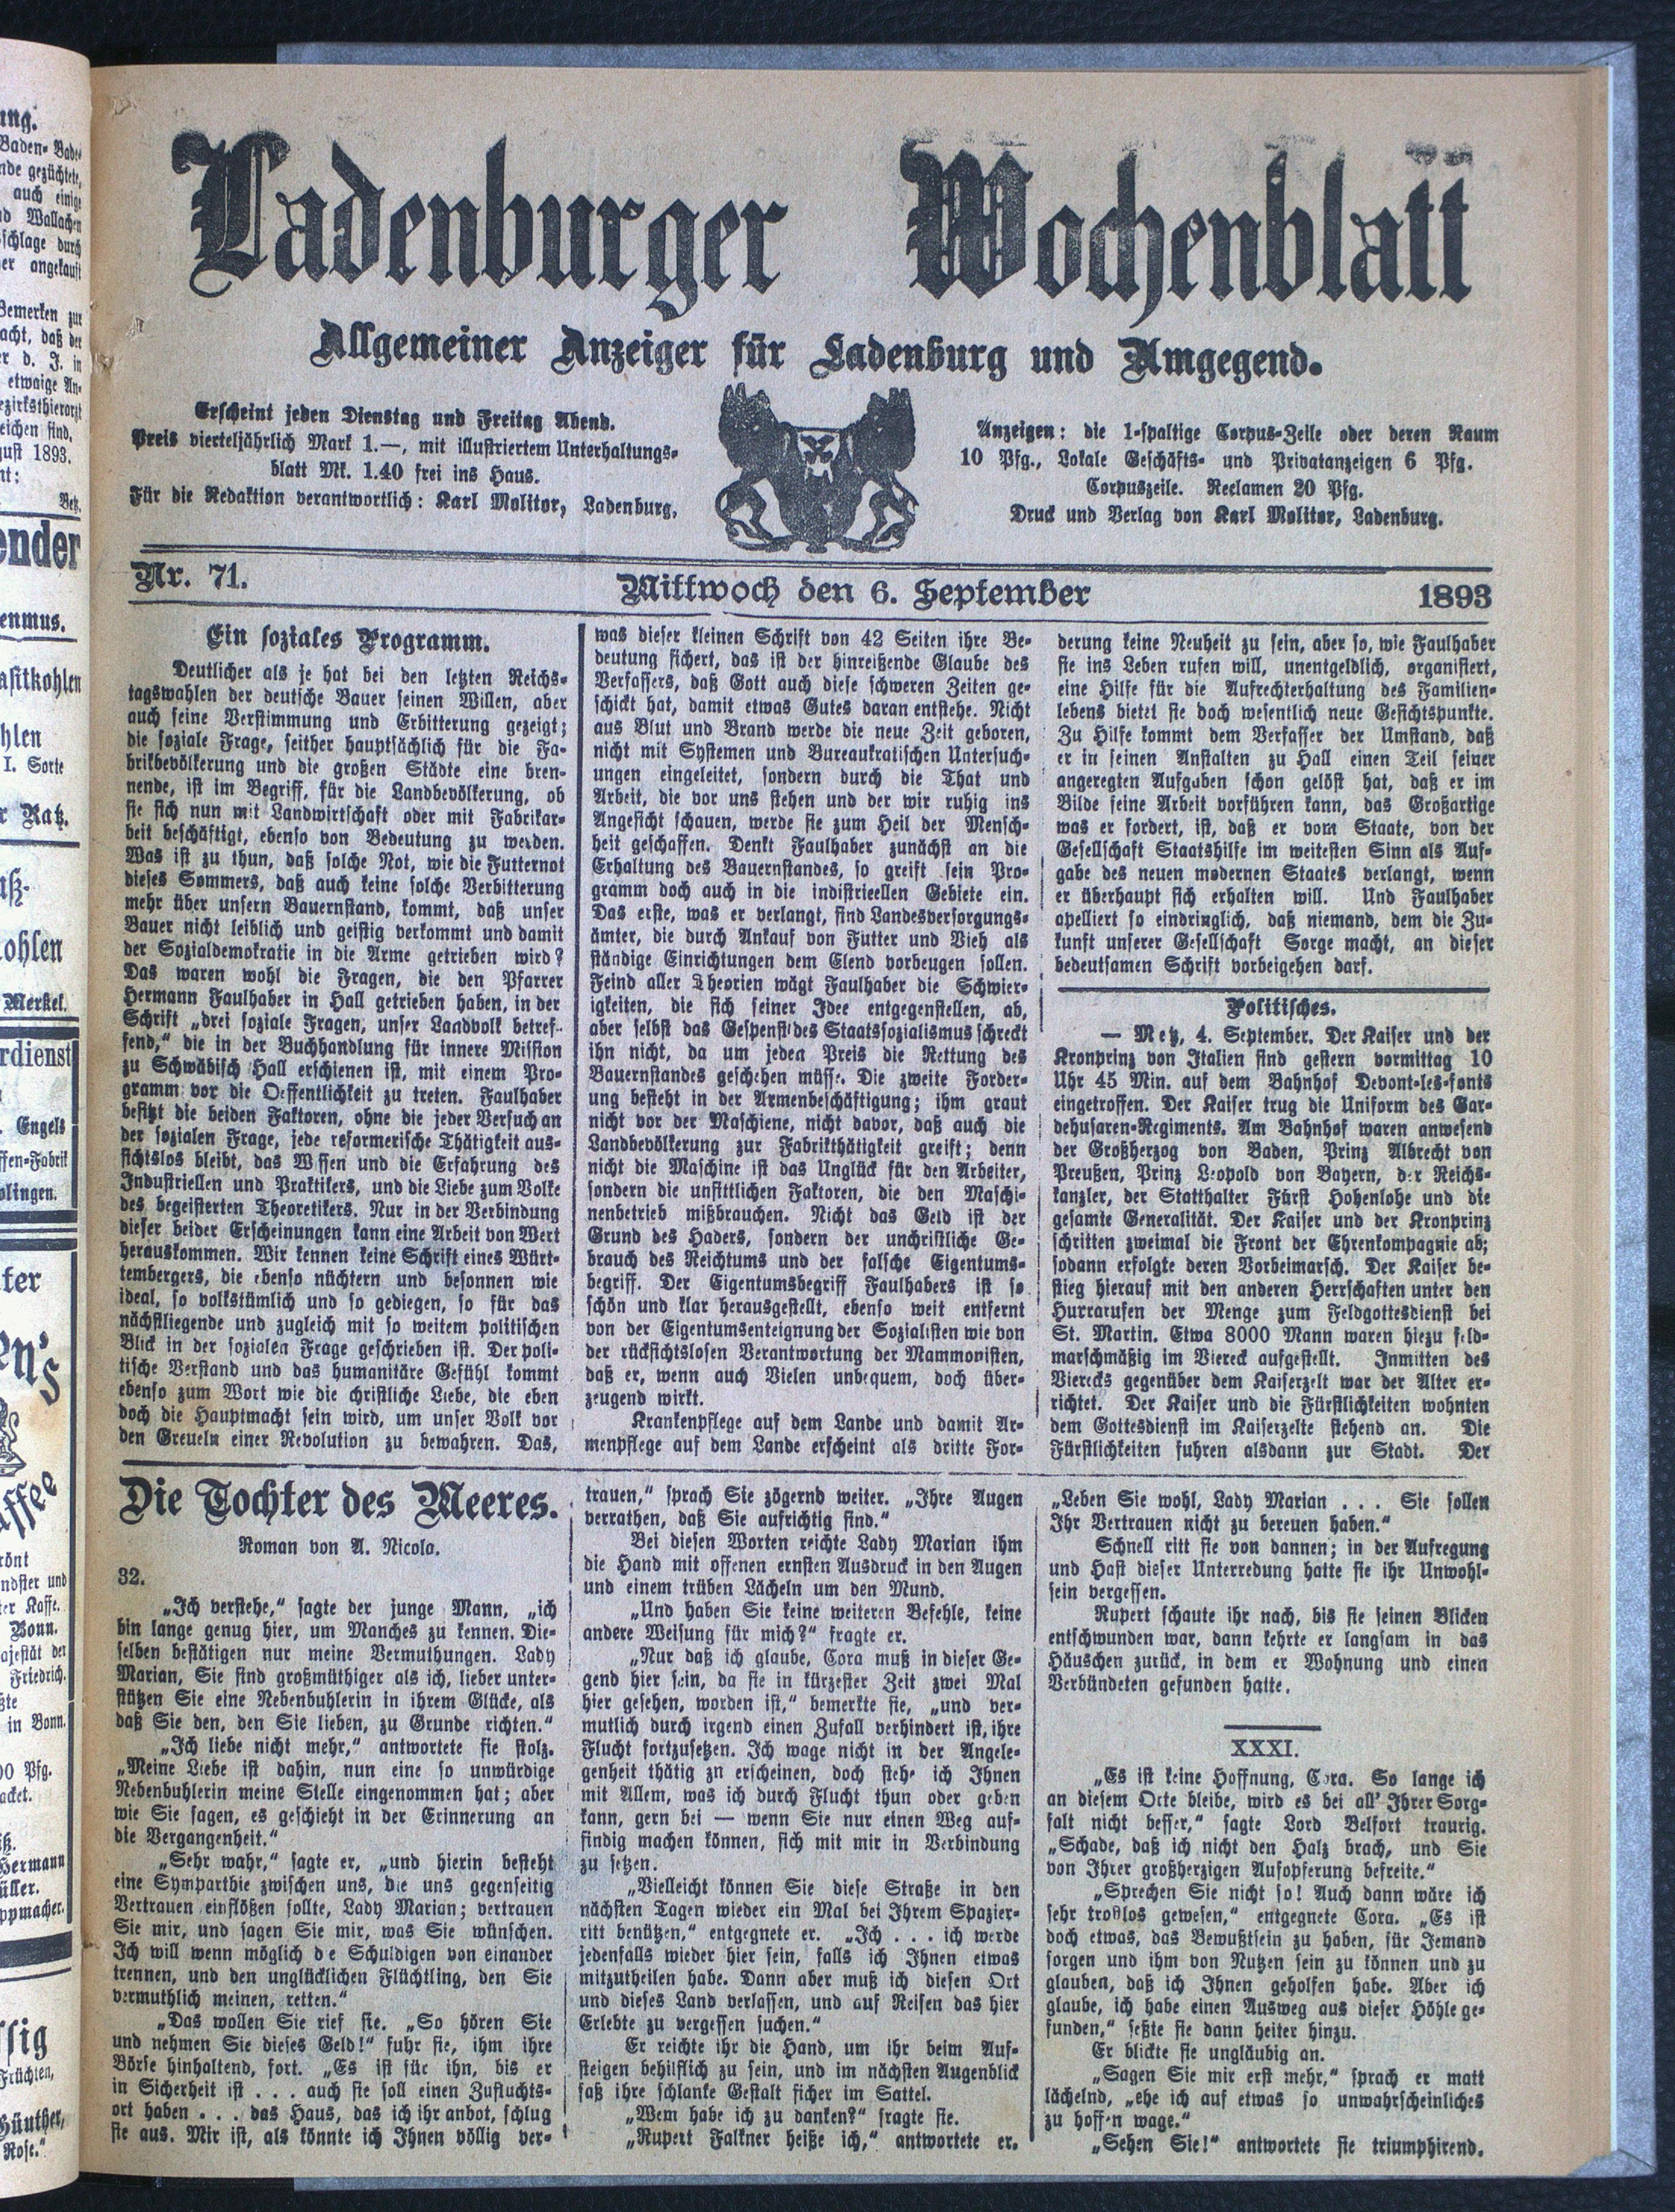 Ladenburger Wochenblatt
Allgemeiner Anzeiger für Ladenburg und Umgegend.
Erscheint jeden Dienstag und Freitag Abend.
Preis vierteljährlich Mark 1.—, mit illustriertem Unterhaltungs-
blatt Mk. 1.40 frei ins Haus.
Für die Redaktion verantwortlich: Karl Molitor, Ladenburg.
Anzeigen: die 1-spaltige Corpus-Zeile oder deren Raum
10 Pfg., Lokale Geschäfts- und Privatanzeigen 6 Pfg.
Corpuszeile. Reclamen 20 Pfg.
Druck und Verlag von Karl Molitor, Ladenburg.
Nr. 71.
Mittwoch den 6. September
1893
Ein soziales Programm.
Deutlicher als je hat bei den letzten Reichs-
tagswahlen der deutsche Bauer seinen Willen, aber
auch seine Verstimmung und Erbitterung gezeigt;
die soziale Frage, seither hauptsächlich für die Fa-
brikbevölkerung und die großen Städte eine bren-
nende, ist im Begriff, für die Landbevölkerung, ob
sie sich nun mit Landwirtschaft oder mit Fabrikar-
beit beschäftigt, ebenso von Bedeutung zu werden.
Was ist zu thun, daß solche Not, wie die Futternot
dieses Sommers, daß auch keine solche Verbitterung
mehr über unsern Bauernstand, kommt, daß unser
Bauer nicht leiblich und geistig verkommt und damit
der Sozialdemokratie in die Arme getrieben wird?
Das waren wohl die Fragen, die den Pfarrer
Hermann Faulhaber in Hall getrieben haben, in der
Schrift „drei soziale Fragen, unser Landvolk betref-
fend,“ die in der Buchhandlung für innere Mission
zu Schwäbisch Hall erschienen ist, mit einem Pro-
gramm vor die Oeffentlichkeit zu treten. Faulhaber
besitzt die beiden Faktoren, ohne die jeder Versuch an
der sozialen Frage, jede reformerische Thätigkeit aus-
sichtslos bleibt, das Wissen und die Erfahrung des
Industriellen und Praktikers, und die Liebe zum Volke
des begeisterten Theoretikers. Nur in der Verbindung
dieser beider Erscheinungen kann eine Arbeit von Wert
herauskommen. Wir kennen keine Schrift eines Würt-
tembergers, die ebenso nüchtern und besonnen wie
ideal, so volkstümlich und so gediegen, so für das
nächstliegende und zugleich mit so weitem politischen
Blick in der sozialen Frage geschrieben ist. Der poli-
tische Verstand und das humanitäre Gefühl kommt
ebenso zum Wort wie die christliche Liebe, die eben
doch die Hauptmacht sein wird, um unser Volk vor
den Greueln einer Revolution zu bewahren. Das,
was dieser kleinen Schrift von 42 Seiten ihre Be-
deutung sichert, das ist der hinreißende Glaube des
Verfassers, daß Gott auch diese schweren Zeiten ge-
schickt hat, damit etwas Gutes daran entstehe. Nicht
aus Blut und Brand werde die neue Zeit geboren,
nicht mit Systemen und Bureaukratischen Untersuch-
ungen eingeleitet, sondern durch die That und
Arbeit, die vor uns stehen und der wir ruhig ins
Angesicht schauen, werde sie zum Heil der Mensch-
heit geschaffen. Denkt Faulhaber zunächst an die
Erhaltung des Bauernstandes, so greift sein Pro-
gramm doch auch in die indistrieellen Gebiete ein.
Das erste, was er verlangt, sind Landesversorgungs-
ämter, die durch Ankauf von Futter und Vieh als
ständige Einrichtungen dem Elend vorbeugen sollen.
Feind aller Theorien wägt Faulhaber die Schwier-
igkeiten, die sich seiner Idee entgegenstellen, ab,
aber selbst das Gespenst des Staatssozialismus schreckt
ihn nicht, da um jeden Preis die Rettung des
Bauernstandes geschehen müsse. Die zweite Forder-
ung besteht in der Armenbeschäftigung; ihm graut
nicht vor der Maschiene, nicht davor, daß auch die
Landbevölkerung zur Fabrikthätigkeit greift; denn
nicht die Maschine ist das Unglück für den Arbeiter,
sondern die unsittlichen Faktoren, die den Maschi-
nenbetrieb mißbrauchen. Nicht das Geld ist der
Grund des Haders, sondern der unchristliche Ge-
brauch des Reichtums und der falsche Eigentums-
begriff. Der Eigentumsbegriff Faulhabers ist so
schön und klar herausgestellt, ebenso weit entfernt
von der Eigentumsenteignung der Sozialisten wie von
der rücksichtslosen Verantwortung der Mammonisten,
daß er, wenn auch Vielen unbequem, doch über-
zeugend wirkt.
Krankenpflege auf dem Lande und damit Ar-
menpflege auf dem Lande erscheint als dritte For-
derung keine Neuheit zu sein, aber so, wie Faulhaber
sie ins Leben rufen will, unentgeldlich, organisiert,
eine Hilfe für die Aufrechterhaltung des Familien-
lebens bietet sie doch wesentlich neue Gesichtspunkte.
Zu Hilfe kommt dem Verfasser der Umstand, daß
er in seinen Anstalten zu Hall einen Teil seiner
angeregten Aufgaben schon gelöst hat, daß er im
Bilde seine Arbeit vorführen kann, das Großartige
was er fordert, ist, daß er vom Staate, von der
Gesellschaft Staatshilfe im weitesten Sinn als Auf-
gabe des neuen modernen Staates verlangt, wenn
er überhaupt sich erhalten will. Und Faulhaber
apelliert so eindringlich, daß niemand, dem die Zu-
kunft unserer Gesellschaft Sorge macht, an dieser
bedeutsamen Schrift vorbeigehen darf.
Politisches.
— Metz, 4. September. Der Kaiser und der
Kronprinz von Italien sind gestern vormittag 10
Uhr 45 Min. auf dem Bahnhof Devont-les-fonts
eingetroffen. Der Kaiser trug die Uniform des Gar-
dehusaren-Regiments. Am Bahnhof waren anwesend
der Großherzog von Baden, Prinz Albrecht von
Preußen, Prinz Leopold von Bayern, der Reichs-
kanzler, der Statthalter Fürst Hohenlohe und die
gesamte Generalität. Der Kaiser und der Kronprinz
schritten zweimal die Front der Ehrenkompagnie ab;
sodann erfolgte deren Vorbeimarsch. Der Kaiser be-
stieg hierauf mit den anderen Herrschaften unter den
Hurrarufen der Menge zum Feldgottesdienst bei
St. Martin. Etwa 8000 Mann waren hiezu feld-
marschmäßig im Viereck aufgestellt. Inmitten des
Vierecks gegenüber dem Kaiserzelt war der Alter er-
richtet. Der Kaiser und die Fürstlichkeiten wohnten
dem Gottesdienst im Kaiserzelte stehend an. Die
Fürstlichkeiten fuhren alsdann zur Stadt. Der
Die Tochter des Meeres.
Roman von A. Nicola.
32.
„Ich verstehe,“ sagte der junge Mann, „ich
bin lange genug hier, um Manches zu kennen. Die-
selben bestätigen nur meine Vermuthungen. Lady
Marian, Sie sind großmüthiger als ich, lieber unter-
stützen Sie eine Nebenbuhlerin in ihrem Glücke, als
daß Sie den, den Sie lieben, zu Grunde richten.“
„Ich liebe nicht mehr,“ antwortete sie stolz.
„Meine Liebe ist dahin, nun eine so unwürdige
Nebenbuhlerin meine Stelle eingenommen hat; aber
wie Sie sagen, es geschieht in der Erinnerung an
die Vergangenheit.“
„Sehr wahr,“ sagte er, „und hierin besteht
eine Symparthie zwischen uns, die uns gegenseitig
Vertrauen einflößen sollte, Lady Marian; vertrauen
Sie mir, und sagen Sie mir, was Sie wünschen.
Ich will wenn möglich de Schuldigen von einander
trennen, und den unglücklichen Flüchtling, den Sie
vermuthlich meinen, retten.“
„Das wollen Sie rief sie. „So hören Sie
und nehmen Sie dieses Geld!“ fuhr sie, ihm ihre
Börse hinhaltend, fort. „Es ist für ihn, bis er
in Sicherheit ist . . . auch sie soll einen Zufluchts-
ort haben . . . das Haus, das ich ihr anbot, schlug
sie aus. Mir ist, als könnte ich Ihnen völlig ver-
trauen,“ sprach Sie zögernd weiter. „Ihre Augen
verrathen, daß Sie aufrichtig sind.“
Bei diesen Worten reichte Lady Marian ihm
die Hand mit offenen ernsten Ausdruck in den Augen
und einem trüben Lächeln um den Mund.
„Und haben Sie keine weiteren Befehle, keine
andere Weisung für mich?“ fragte er.
„Nur daß ich glaube, Cora muß in dieser Ge-
gend hier sein, da sie in kürzester Zeit zwei Mal
hier gesehen, worden ist,“ bemerkte sie, „und ver-
mutlich durch irgend einen Zufall verhindert ist, ihre
Flucht fortzusetzen. Ich wage nicht in der Angele-
genheit thätig zu erscheinen, doch stehe ich Ihnen
mit Allem, was ich durch Flucht thun oder geben
kann, gern bei — wenn Sie nur einen Weg auf-
findig machen können, sich mit mir in Verbindung
zu setzen.
„Vielleicht können Sie diese Straße in den
nächsten Tagen wieder ein Mal bei Ihrem Spazier-
ritt benützen,“ entgegnete er. „Ich . . . ich werde
jedenfalls wieder hier sein, falls ich Ihnen etwas
mitzutheilen habe. Dann aber muß ich diesen Ort
und dieses Land verlassen, und auf Reisen das hier
Erlebte zu vergessen suchen.“
Er reichte ihr die Hand, um ihr beim Auf-
steigen behilflich zu sein, und im nächsten Augenblick
saß ihre schlanke Gestalt sicher im Sattel.
„Wem habe ich zu danken?“ fragte sie.
„Rupert Falkner heiße ich,“ antwortete er.
„Leben Sie wohl, Lady Marian . . . Sie sollen
Ihr Vertrauen nicht zu bereuen haben.“
Schnell ritt sie von dannen; in der Aufregung
und Hast dieser Unterredung hatte sie ihr Unwohl-
sein vergessen.
Rupert schaute ihr nach, bis sie seinen Blicken
entschwunden war, dann kehrte er langsam in das
Häuschen zurück, in dem er Wohnung und einen
Verbündeten gefunden hatte.
XXXI.
„Es ist keine Hoffnung, Cora. So lange ich
an diesem Orte bleibe, wird es bei all' Ihrer Sorg-
falt nicht besser,“ sagte Lord Belfort traurig.
„Schade, daß ich nicht den Halz brach, und Sie
von Ihrer großherzigen Aufopferung befreite.“
„Sprechen Sie nicht so! Auch dann wäre ich
sehr trostlos gewesen,“ entgegnete Cora. „Es ist
doch etwas, das Bewußtsein zu haben, für Jemand
sorgen und ihm von Nutzen sein zu können und zu
glauben, daß ich Ihnen geholfen habe. Aber ich
glaube, ich habe einen Ausweg aus dieser Höhle ge-
funden,“ setzte sie dann heiter hinzu.
Er blickte sie ungläubig an.
„Sagen Sie mir erst mehr,“ sprach er matt
lächelnd, „ehe ich auf etwas so unwahrscheinliches
zu hoffen wage.“
„Sehen Sie!“ antwortete sie triumphirend.